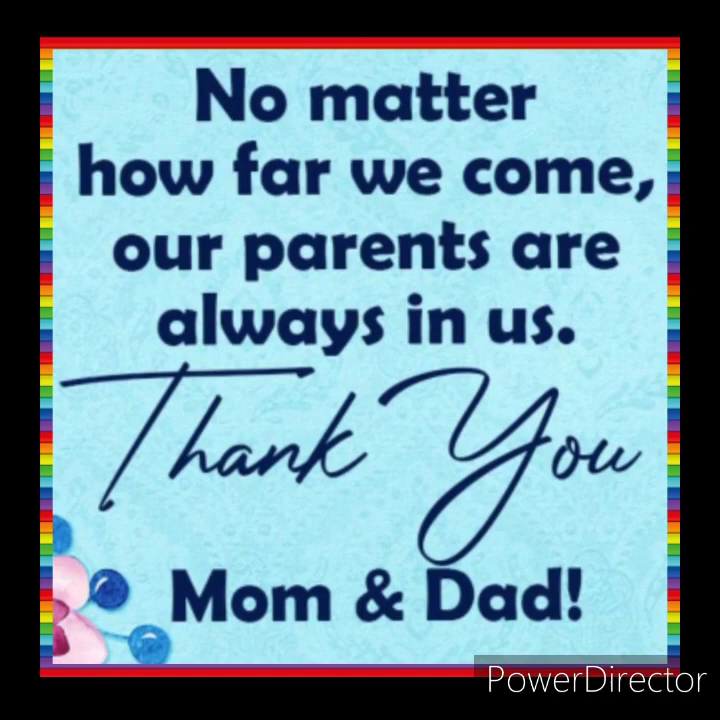 No matter
how far we come,
our parents are
always in us.
Thank You
Mom & Dad!
PowerDirector